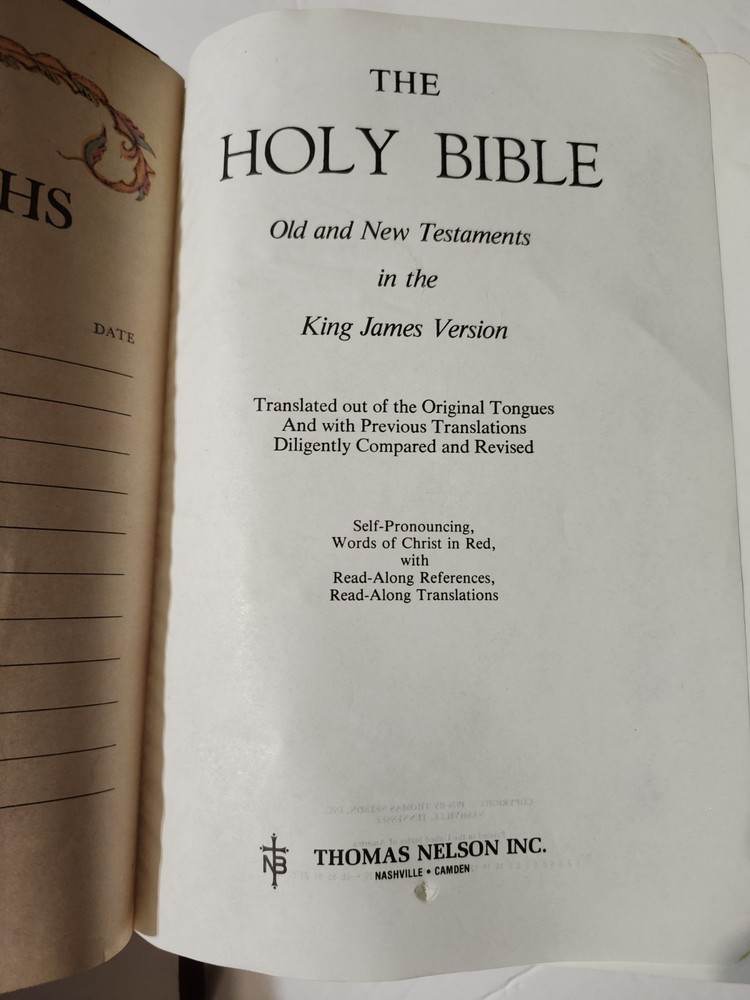 HS
DATE
THE
HOLY BIBLE
Old and New Testaments
in the
King James Version
Translated out of the Original Tongues
And with Previous Translations
Diligently Compared and Revised
Self-Pronouncing,
Words of Christ in Red,
with
Read-Along References,
Read-Along Translations
NB
THOMAS NELSON INC.
NASHVILLE • CAMDEN